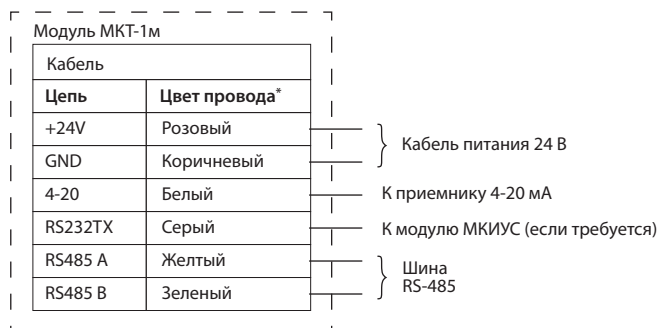 Модуль МКТ-1м
Кабель
Цепь Цвет провода*
+24V Розовый
GND Коричневый
Кабель питания 24 В
4-20 Белый К приемнику 4-20 мА
RS232TX Серый К модулю МКИУС (если требуется)
RS485 A Желтый
RS485 B Зеленый
Шина
RS-485